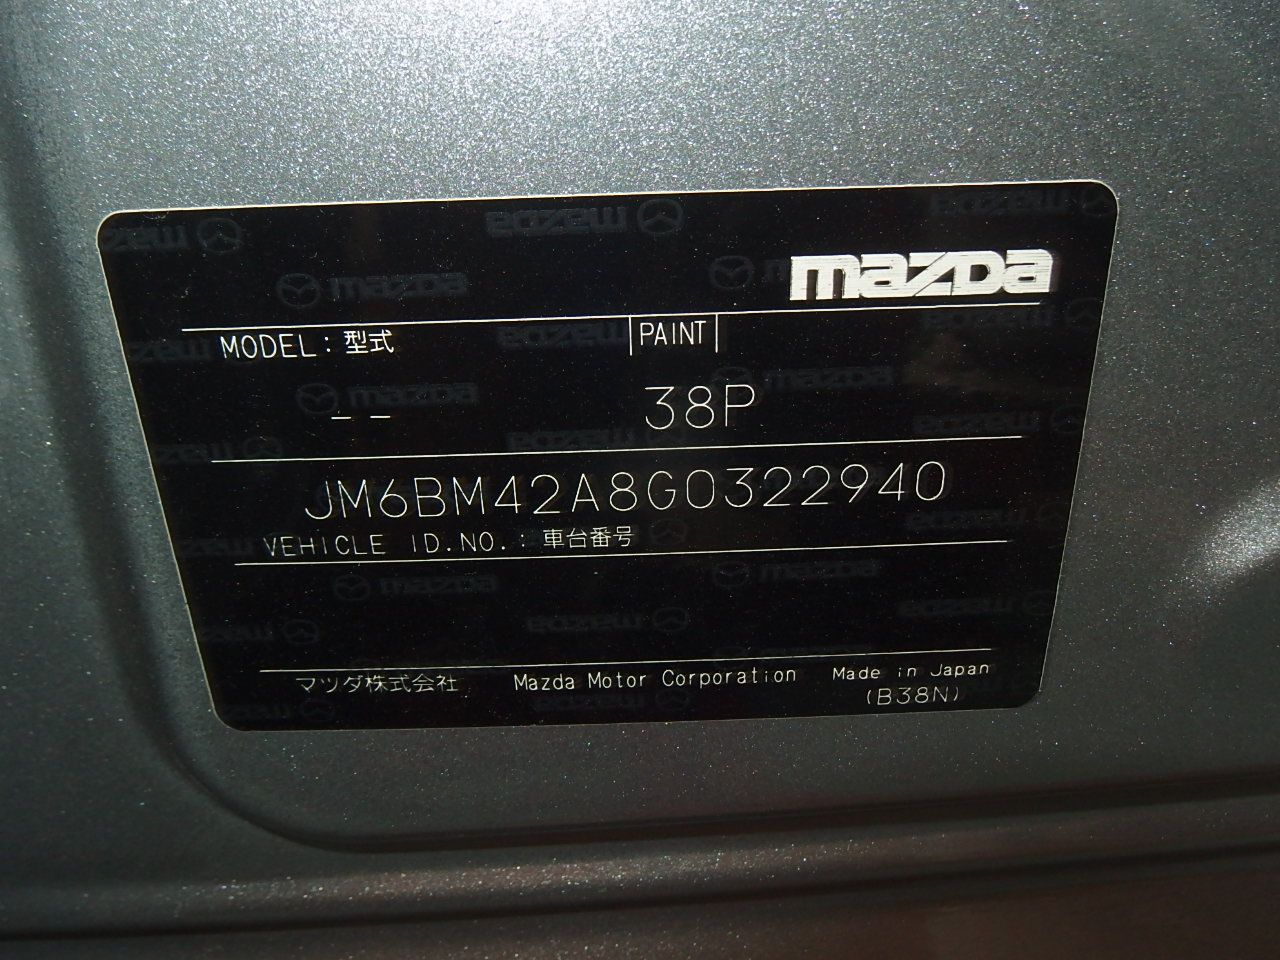 mazda
MODEL：型式 PAINT
-- 38P
JM6BM42A8G0322940
VEHICLE ID.NO.：車台番号
マツダ株式会社 Mazda Motor Corporation Made in Japan
(B38N)